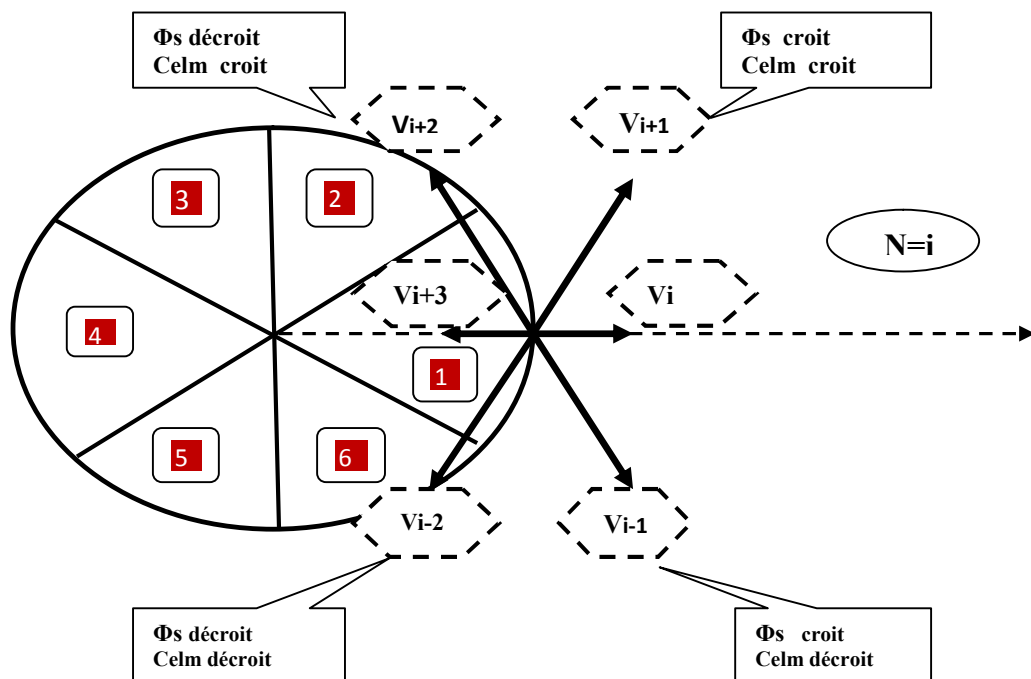 Φs décroit
Celm croit
Φs croit
Celm croit
Vi+2
Vi+1
3
2
N=i
Vi+3
Vi
4
1
5
6
Vi-2
Vi-1
Φs décroit
Celm décroit
Φs croit
Celm décroit